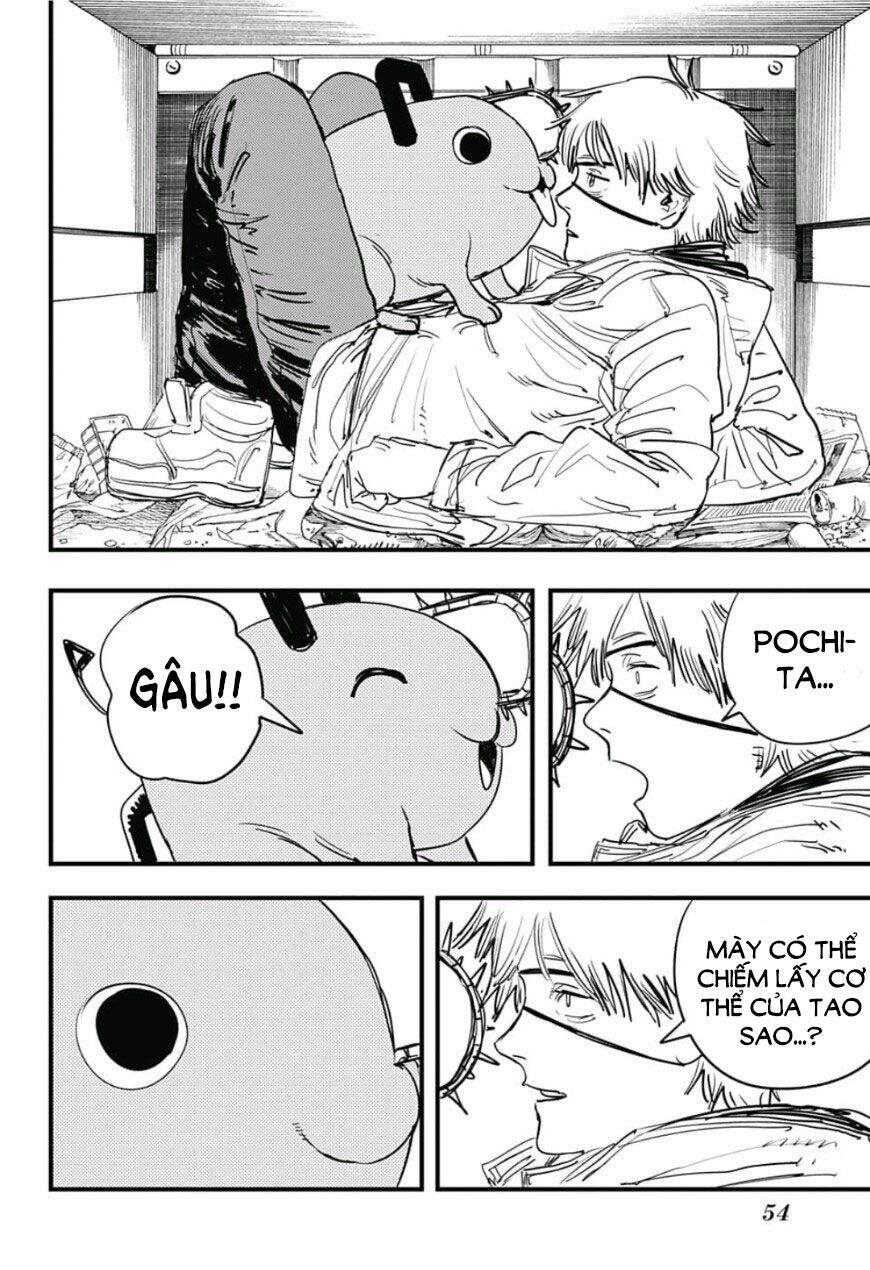 POCHI-
TA...
GÂU!!
MÀY CÓ THỂ
CHIẾM LẤY CƠ
THỂ CỦA TAO
SAO...?
54